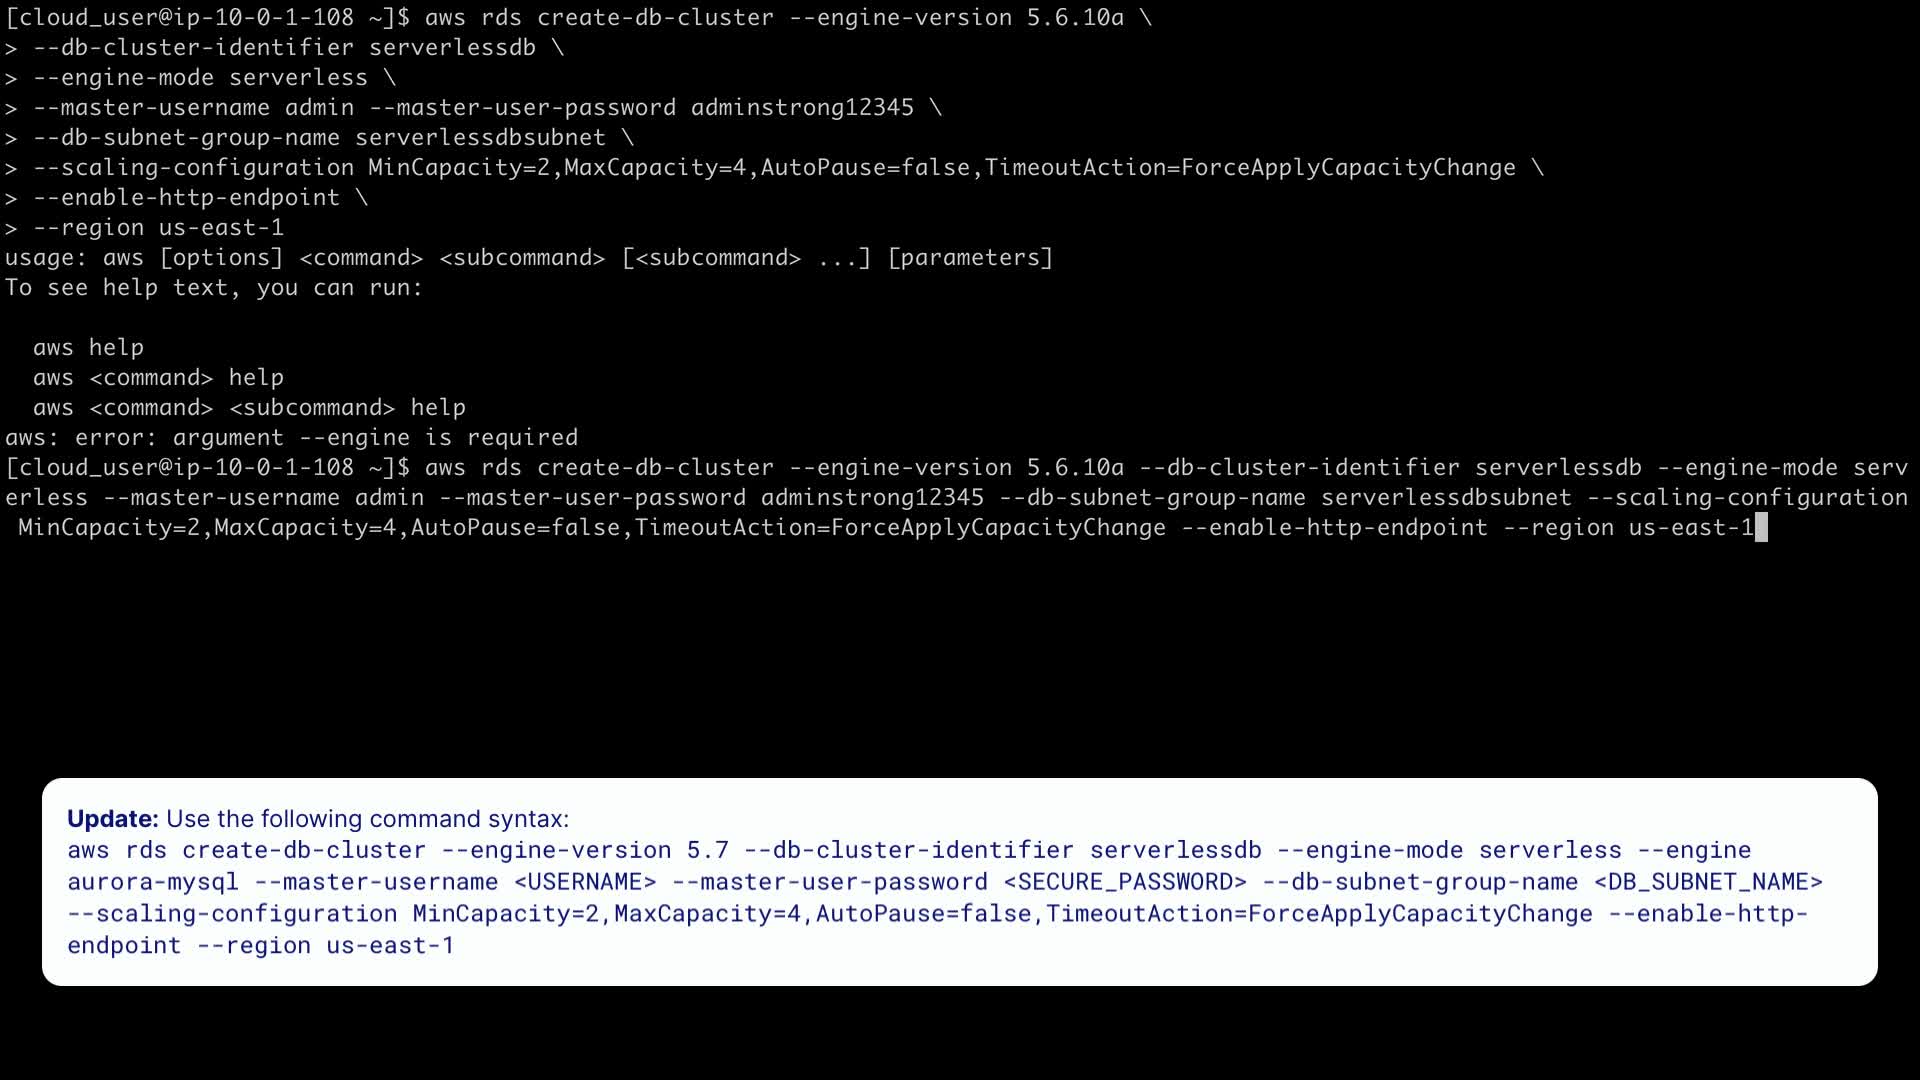 [cloud_user@ip-10-0-1-108 ~]$ aws rds create-db-cluster --engine-version 5.6.10a \
> --db-cluster-identifier serverlessdb \
> --engine-mode serverless \
> --master-username admin --master-user-password adminstrong12345 \
> --db-subnet-group-name serverlessdbsubnet \
> --scaling-configuration MinCapacity=2,MaxCapacity=4,AutoPause=false,TimeoutAction=ForceApplyCapacityChange \
> --enable-http-endpoint \
> --region us-east-1
usage: aws [options] <command> <subcommand> [<subcommand> ...] [parameters]
To see help text, you can run:
aws help
aws <command> help
aws <command> <subcommand> help
aws: error: argument --engine is required
[cloud_user@ip-10-0-1-108 ~]$ aws rds create-db-cluster --engine-version 5.6.10a --db-cluster-identifier serverlessdb --engine-mode serv
erless --master-username admin --master-user-password adminstrong12345 --db-subnet-group-name serverlessdbsubnet --scaling-configuration
MinCapacity=2,MaxCapacity=4,AutoPause=false,TimeoutAction=ForceApplyCapacityChange --enable-http-endpoint --region us-east-1
Update: Use the following command syntax:
aws rds create-db-cluster --engine-version 5.7 --db-cluster-identifier serverlessdb --engine-mode serverless --engine
aurora-mysql --master-username <USERNAME> --master-user-password <SECURE_PASSWORD> --db-subnet-group-name <DB_SUBNET_NAME>
--scaling-configuration MinCapacity=2,MaxCapacity=4,AutoPause=false,TimeoutAction=ForceApplyCapacityChange --enable-http-
endpoint --region us-east-1